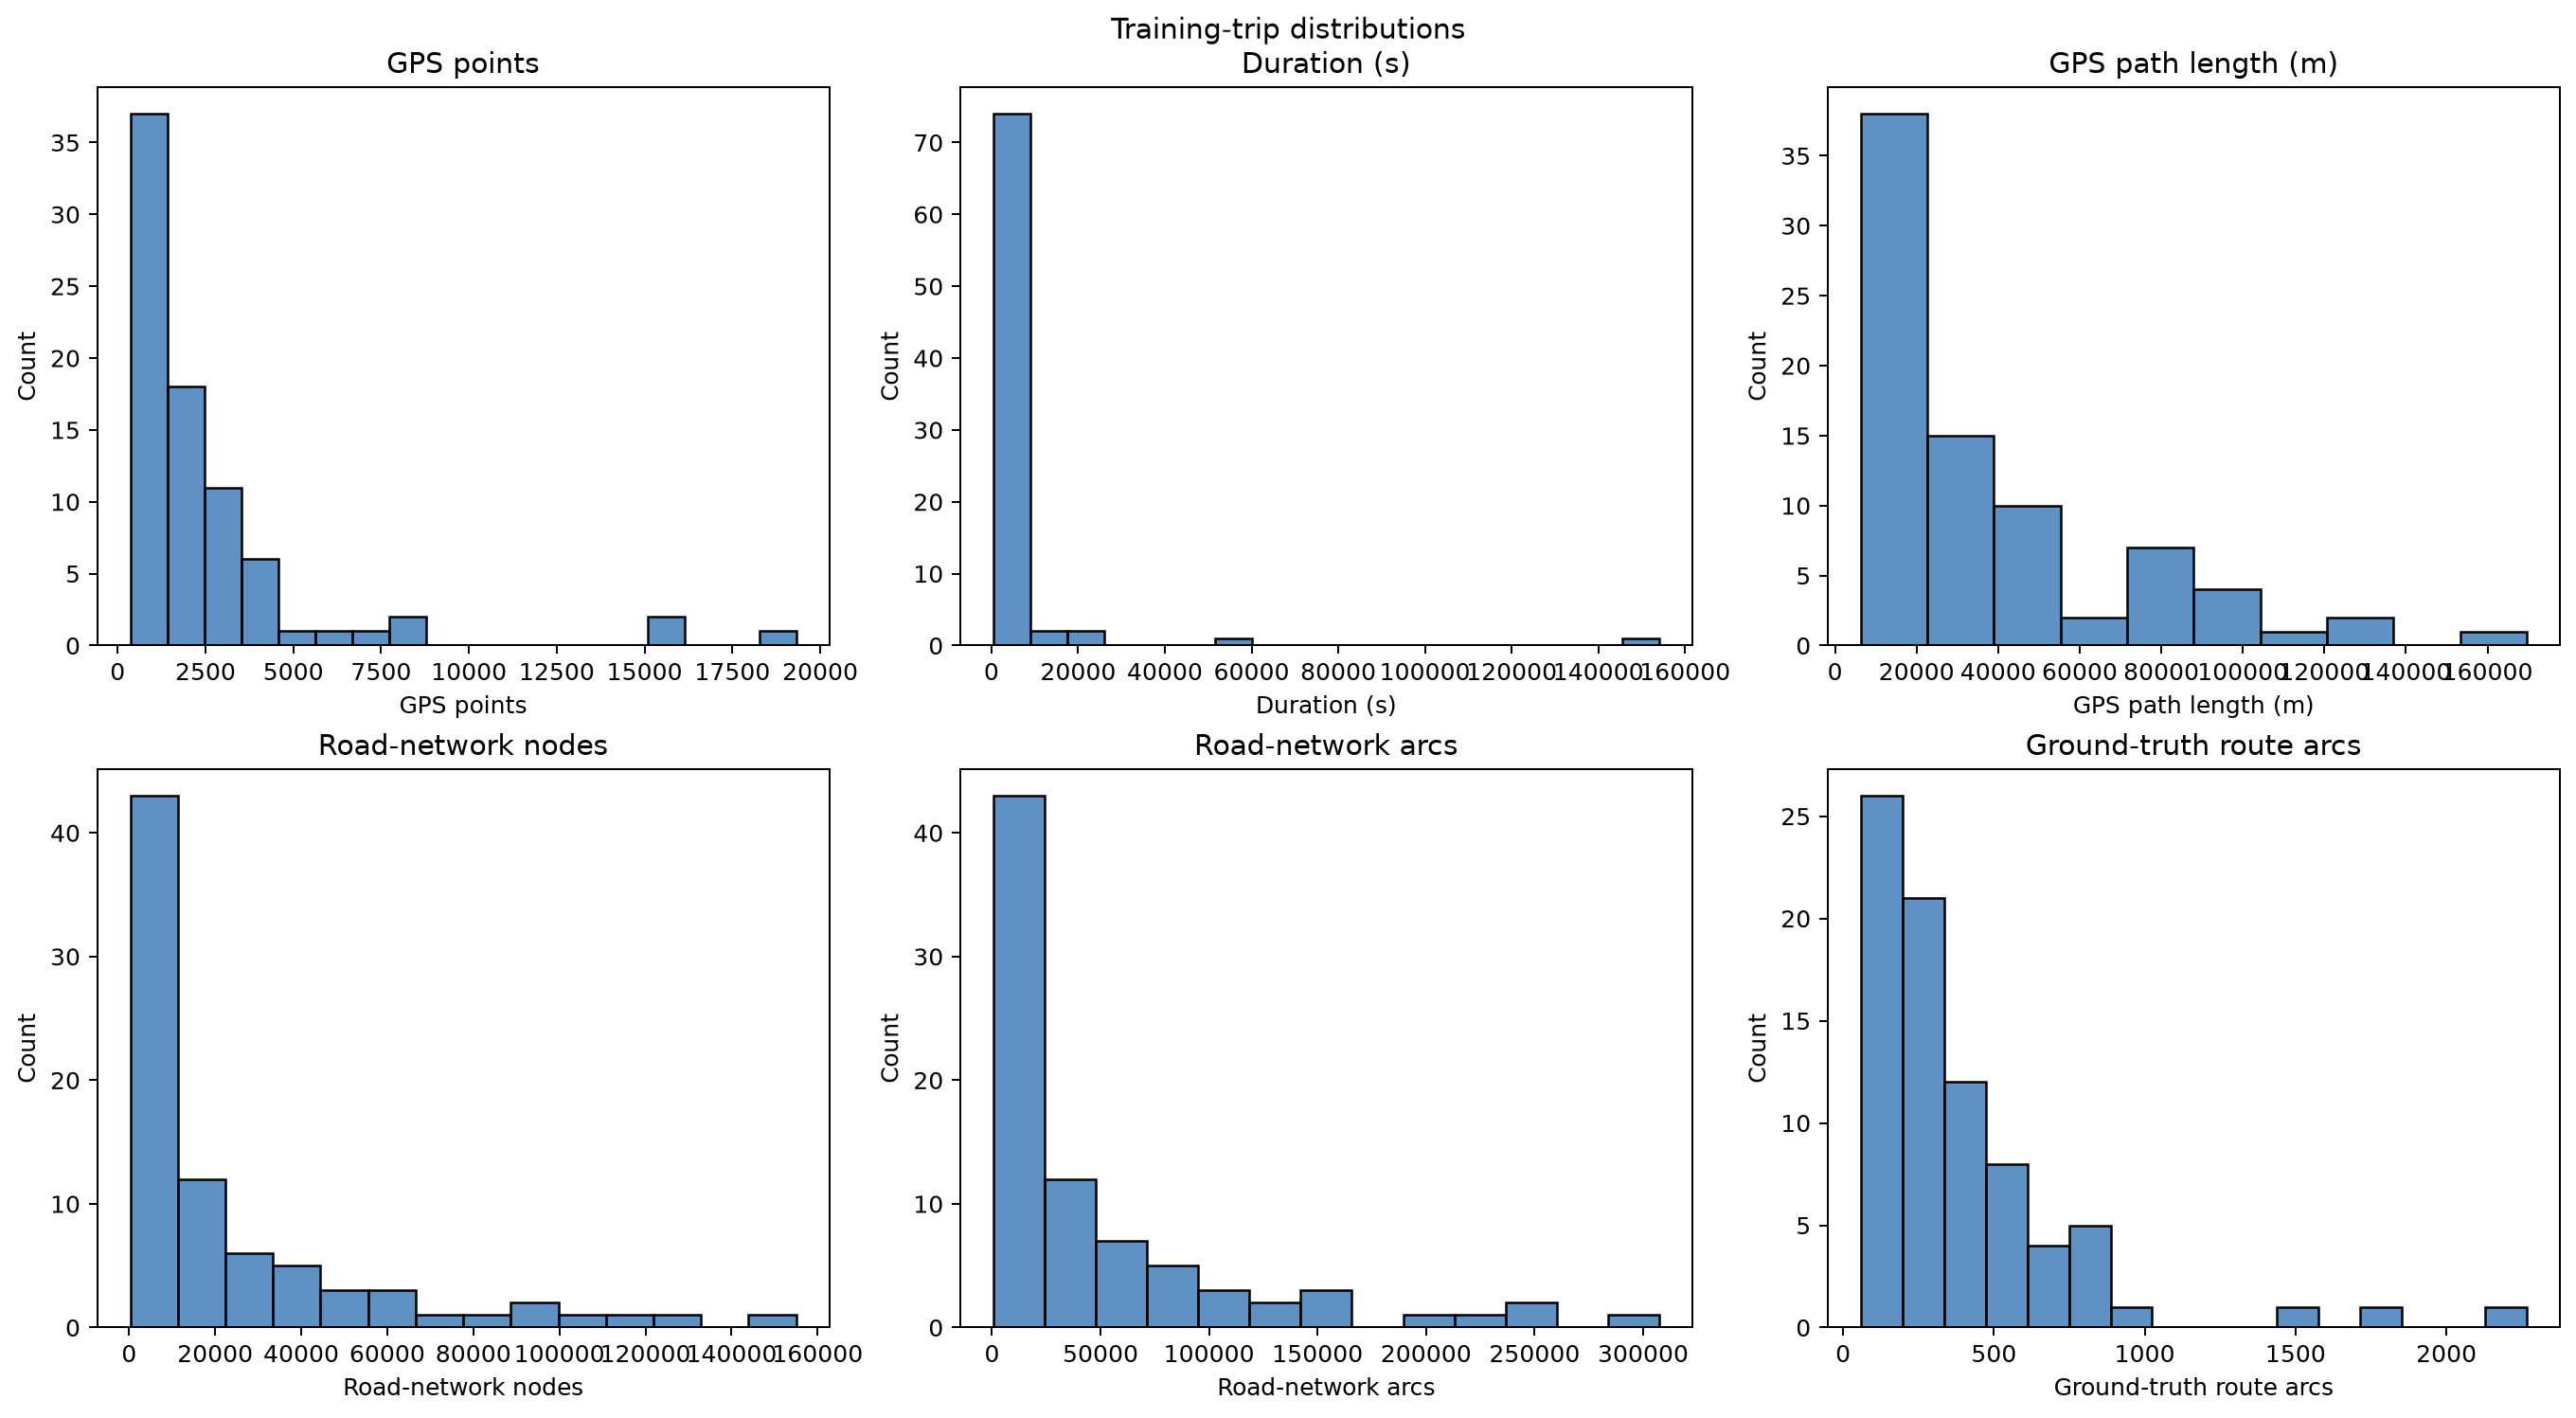 Training-trip distributions
GPS points
Duration (s)
GPS path length (m)
Count
35
30
25
20
15
10
5
0
0 2500 5000 7500 10000 12500 15000 17500 20000
GPS points
Count
70
60
50
40
30
20
10
0
0 20000 40000 60000 80000 100000 120000 140000 160000
Duration (s)
Count
35
30
25
20
15
10
5
0
0 20000 40000 60000 80000 100000 120000 140000 160000
GPS path length (m)
Road-network nodes
Road-network arcs
Ground-truth route arcs
Count
40
30
20
10
0
0 20000 40000 60000 80000 100000 120000 140000 160000
Road-network nodes
Count
40
30
20
10
0
0 50000 100000 150000 200000 250000 300000
Road-network arcs
Count
25
20
15
10
5
0
0 500 1000 1500 2000
Ground-truth route arcs